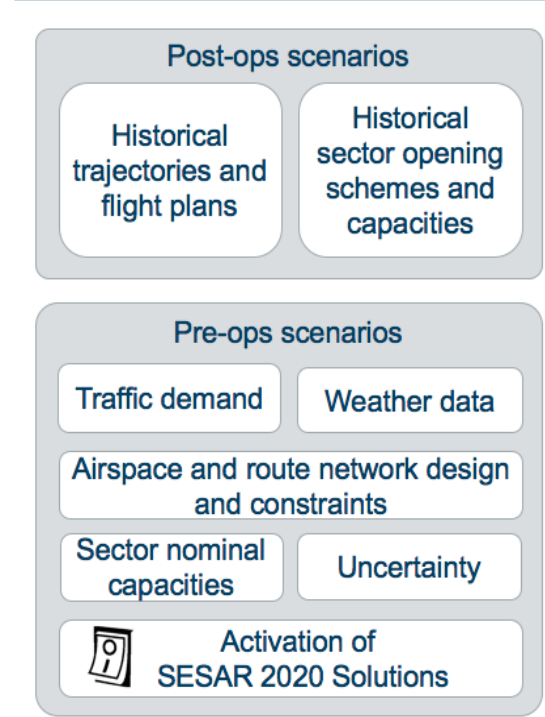 Post-ops scenarios
Historical
trajectories and
flight plans
Historical
sector opening
schemes and
capacities
Pre-ops scenarios
Traffic demand
Weather data
Airspace and route network design
and constraints
Sector nominal
capacities
Uncertainty
Activation of
SESAR 2020 Solutions